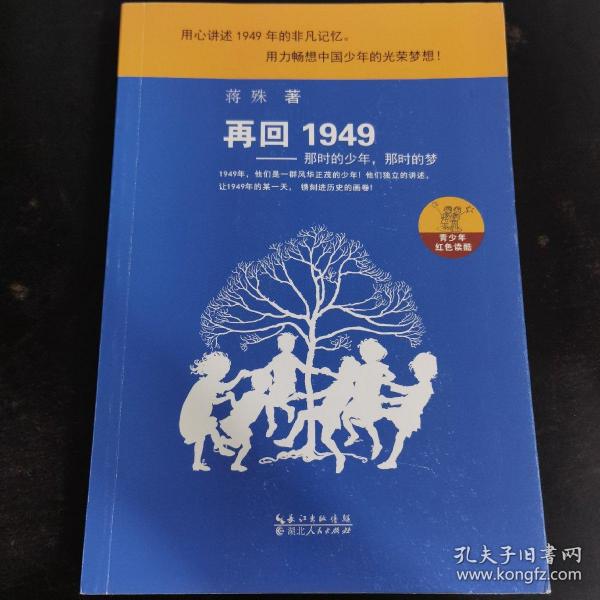 用心讲述 1949 年的非凡记忆。
用力畅想中国少年的光荣梦想！
蒋殊 著
再回 1949
——那时的少年，那时的梦
1949年，他们是一群风华正茂的少年！他们独立的讲述，
让1949年的某一天， 镌刻进历史的画卷！
青少年
红色读酷
长江出版传媒
湖北人民出版社
孔夫子旧书网
www.kongfz.com